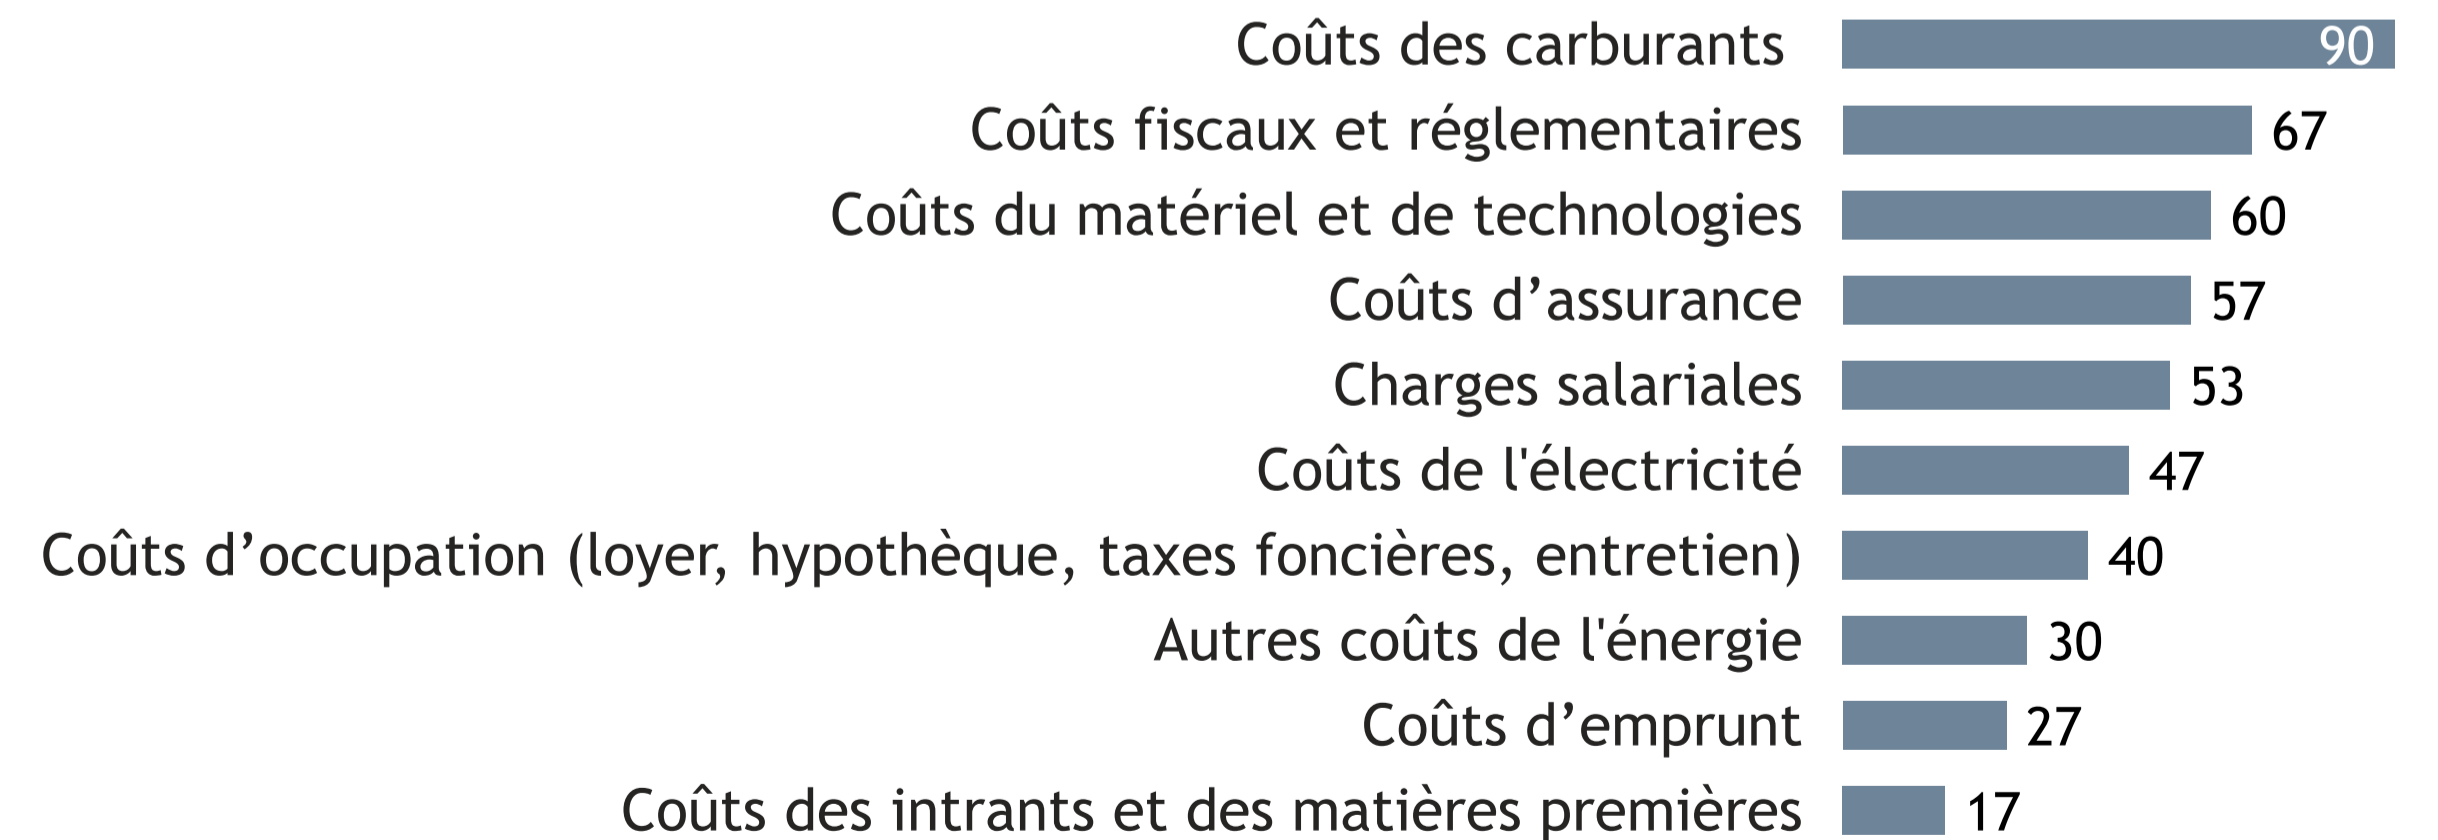 Coûts des carburants 90
Coûts fiscaux et réglementaires 67
Coûts du matériel et de technologies 60
Coûts d’assurance 57
Charges salariales 53
Coûts de l'électricité 47
Coûts d’occupation (loyer, hypothèque, taxes foncières, entretien) 40
Autres coûts de l'énergie 30
Coûts d’emprunt 27
Coûts des intrants et des matières premières 17